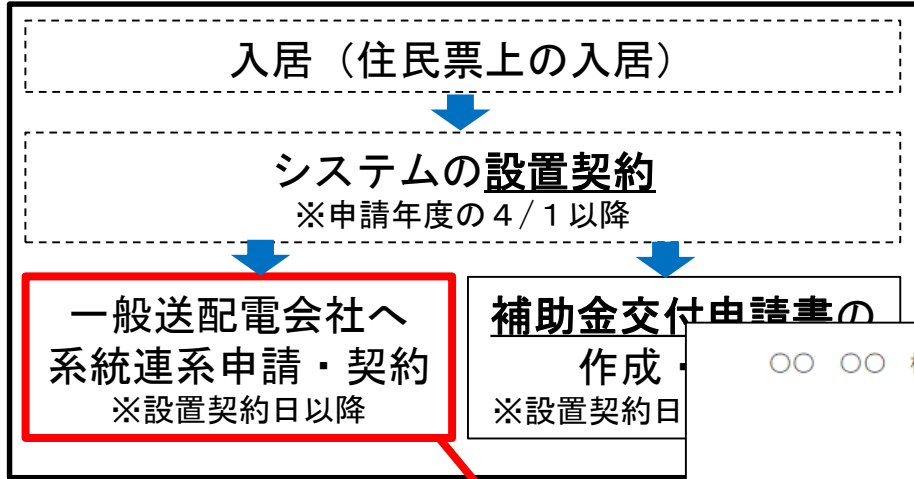 入居（住民票上の入居）
システムの設置契約
※申請年度の４/１以降
一般送配電会社へ
系統連系申請・契約
※設置契約日以降
補助金交付申請書の
作成・
※設置契約日
○○　○○